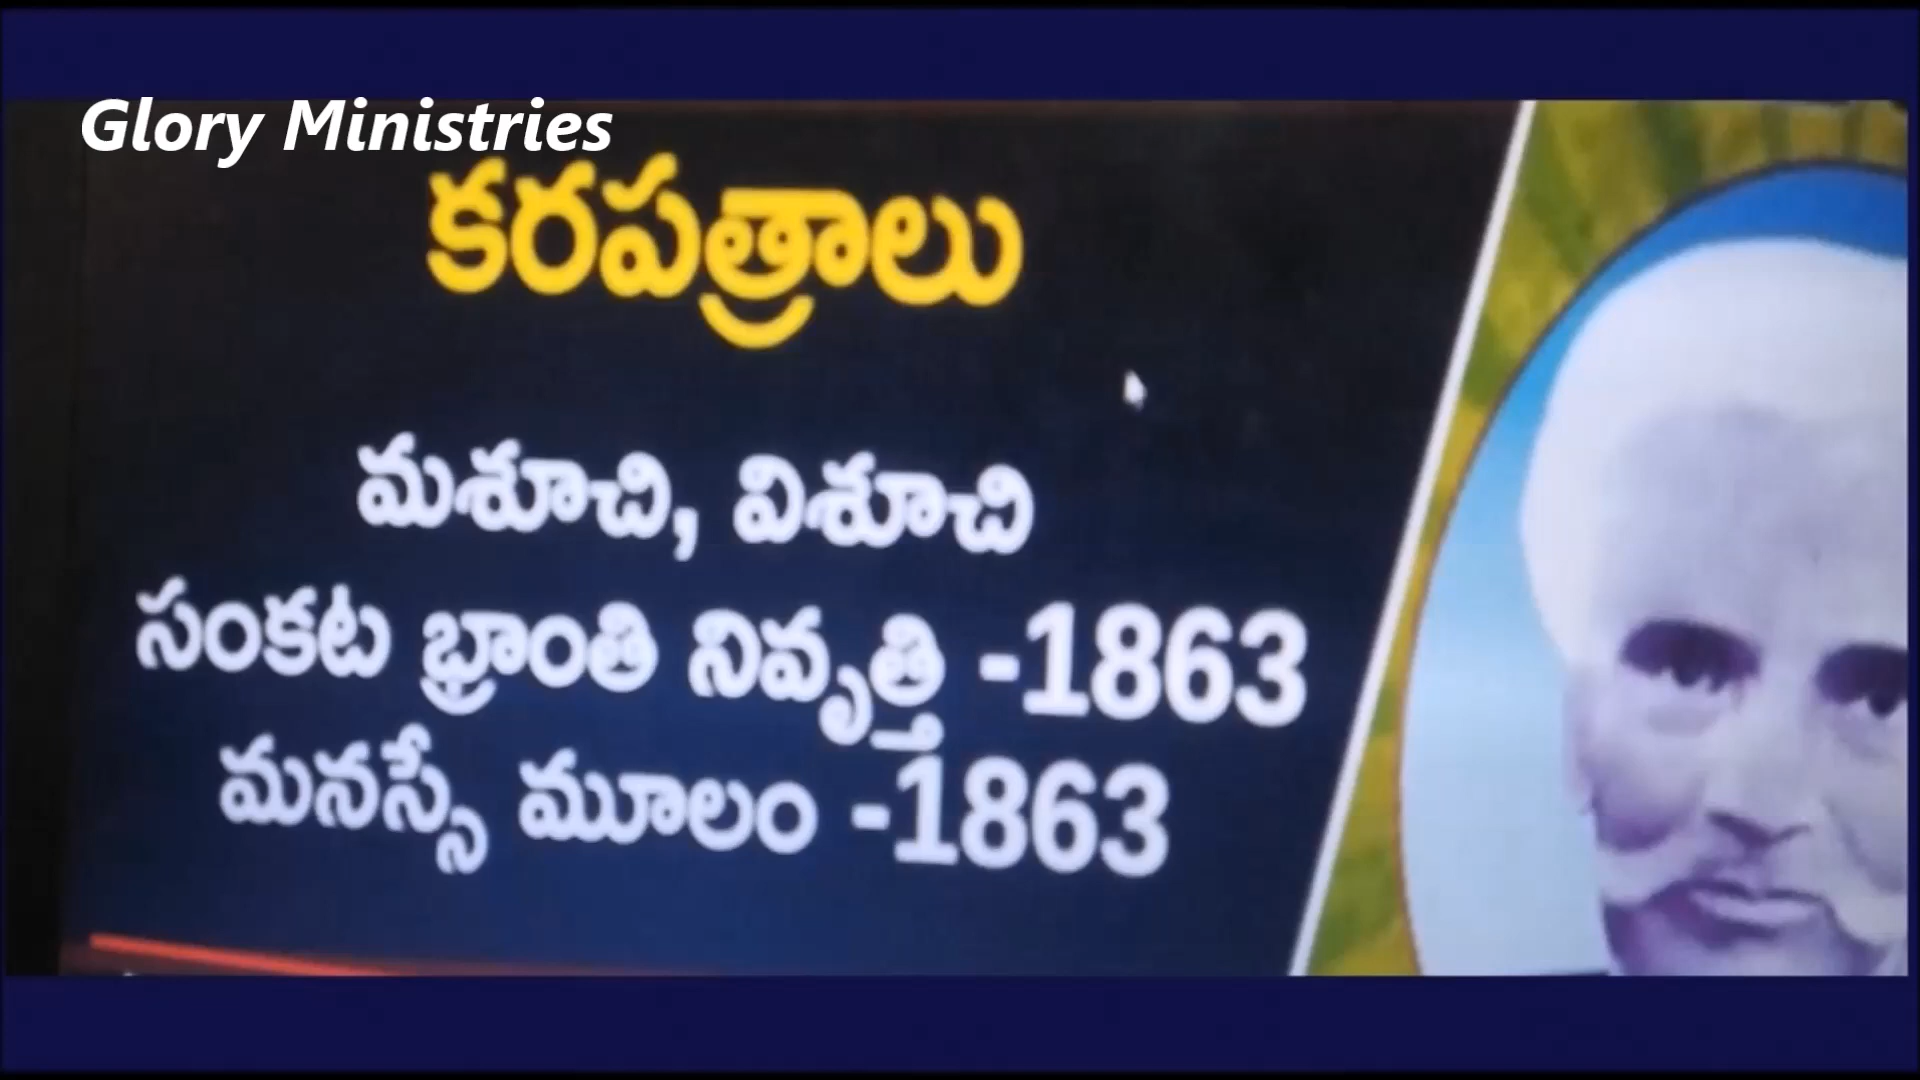 Glory Ministries
కరపత్రాలు
మశూచి, విశూచి
సంకట భ్రాంతి నివృత్తి -1863
మనస్సే మూలం -1863